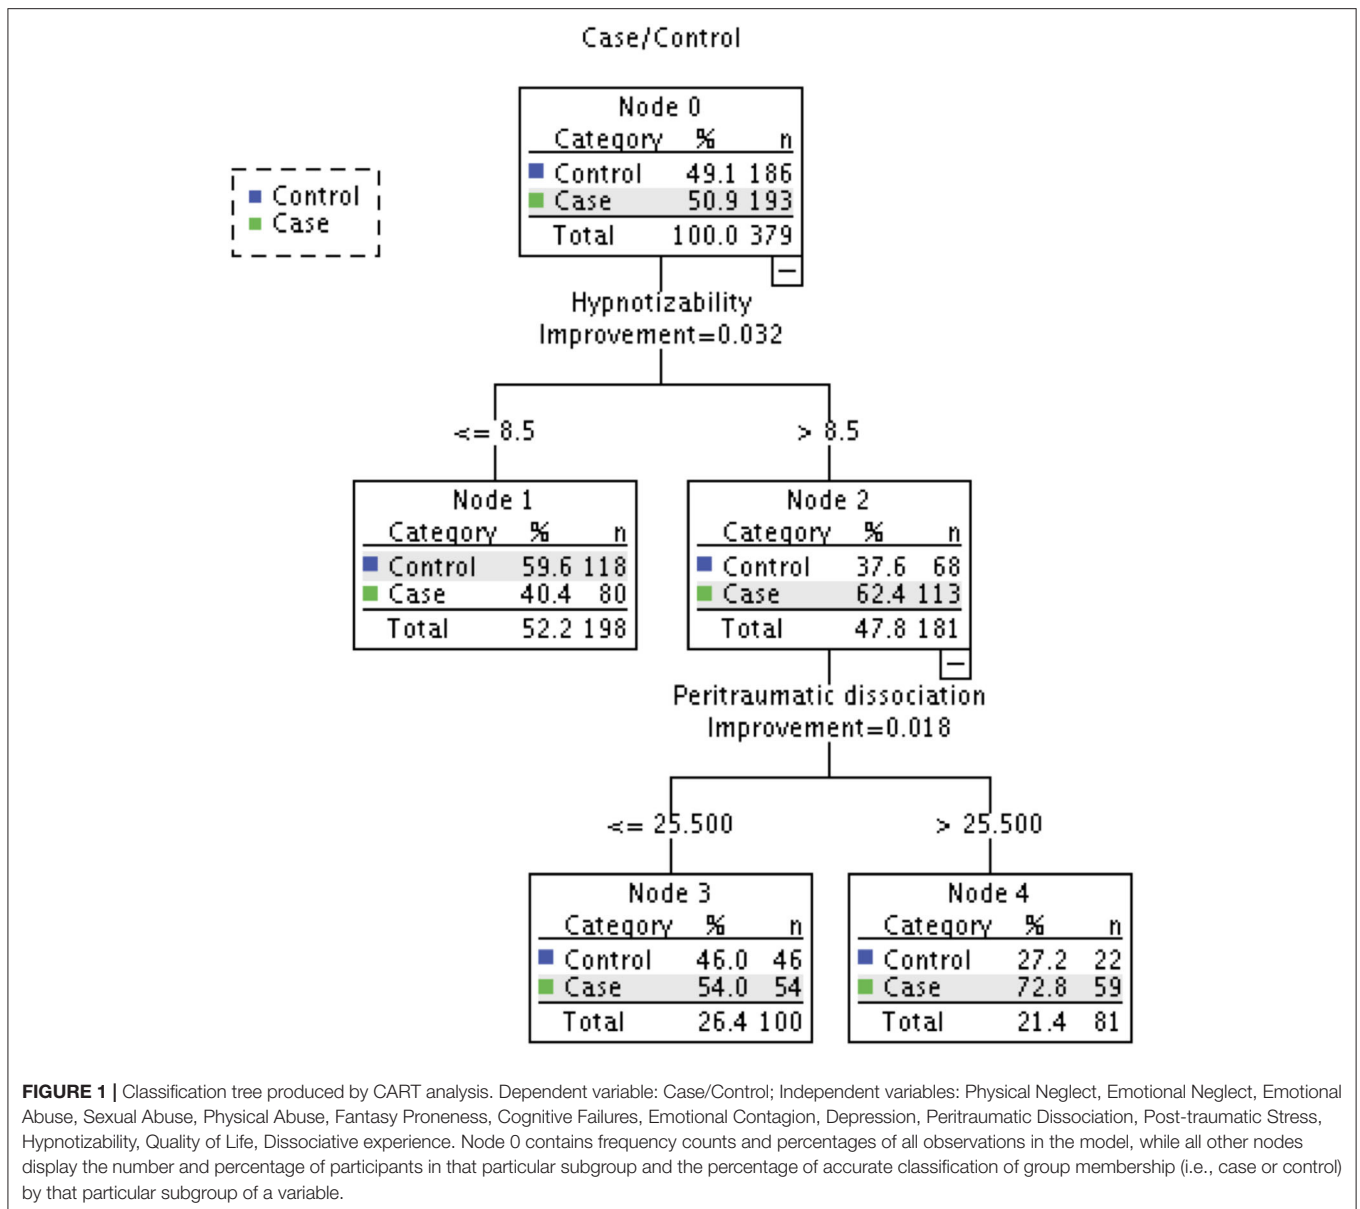 Case/Control
Control
Case
Node 0
Category % n
Control 49.1 186
Case 50.9 193
Total 100.0 379
Hypnotizability
Improvement=0.032
<= 8.5
> 8.5
Node 1
Category % n
Control 59.6 118
Case 40.4 80
Total 52.2 198
Node 2
Category % n
Control 37.6 68
Case 62.4 113
Total 47.8 181
Peritraumatic dissociation
Improvement=0.018
<= 25.500
> 25.500
Node 3
Category % n
Control 46.0 46
Case 54.0 54
Total 26.4 100
Node 4
Category % n
Control 27.2 22
Case 72.8 59
Total 21.4 81
FIGURE 1 | Classification tree produced by CART analysis. Dependent variable: Case/Control; Independent variables: Physical Neglect, Emotional Neglect, Emotional
Abuse, Sexual Abuse, Physical Abuse, Fantasy Proneness, Cognitive Failures, Emotional Contagion, Depression, Peritraumatic Dissociation, Post-traumatic Stress,
Hypnotizability, Quality of Life, Dissociative experience. Node 0 contains frequency counts and percentages of all observations in the model, while all other nodes
display the number and percentage of participants in that particular subgroup and the percentage of accurate classification of group membership (i.e., case or control)
by that particular subgroup of a variable.